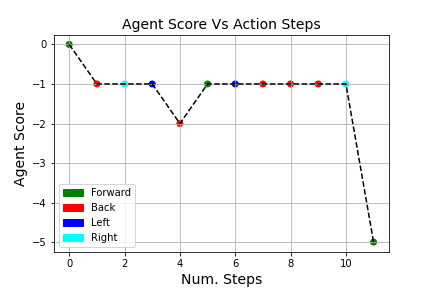 Agent Score Vs Action Steps
Agent Score
0
−1
−2
−3
−4
−5
Forward
Back
Left
Right
0 2 4 6 8 10
Num. Steps